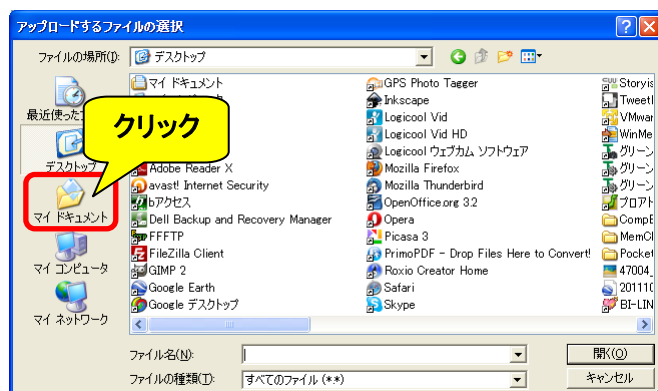 アップロードするファイルの選択
ファイルの場所(I):
デスクトップ
最近使った
デスクトップ
マイ ドキュメント
マイ コンピュータ
マイ ネットワーク
クリック
マイ ドキュメント
Adobe Reader X
avast! Internet Security
bアクセス
Dell Backup and Recovery Manager
FFFTP
FileZilla Client
GIMP 2
Google Earth
Google デスクトップ
GPS Photo Tagger
Inkscape
Logicool Vid
Logicool Vid HD
Logicool ウェブカム ソフトウェア
Mozilla Firefox
Mozilla Thunderbird
OpenOffice.org 3.2
Opera
Picasa 3
PrimoPDF - Drop Files Here to Convert!
Roxio Creator Home
Safari
Skype
Storyis
Tweetl
VMwar
WinMe
グリーン
グリーン
グリーン
プロアト
CompE
MemCl
Pocket
47004_
201110
BI-LIN
ファイル名(N):
開く(O)
ファイルの種類(T):
すべてのファイル (*.*)
キャンセル